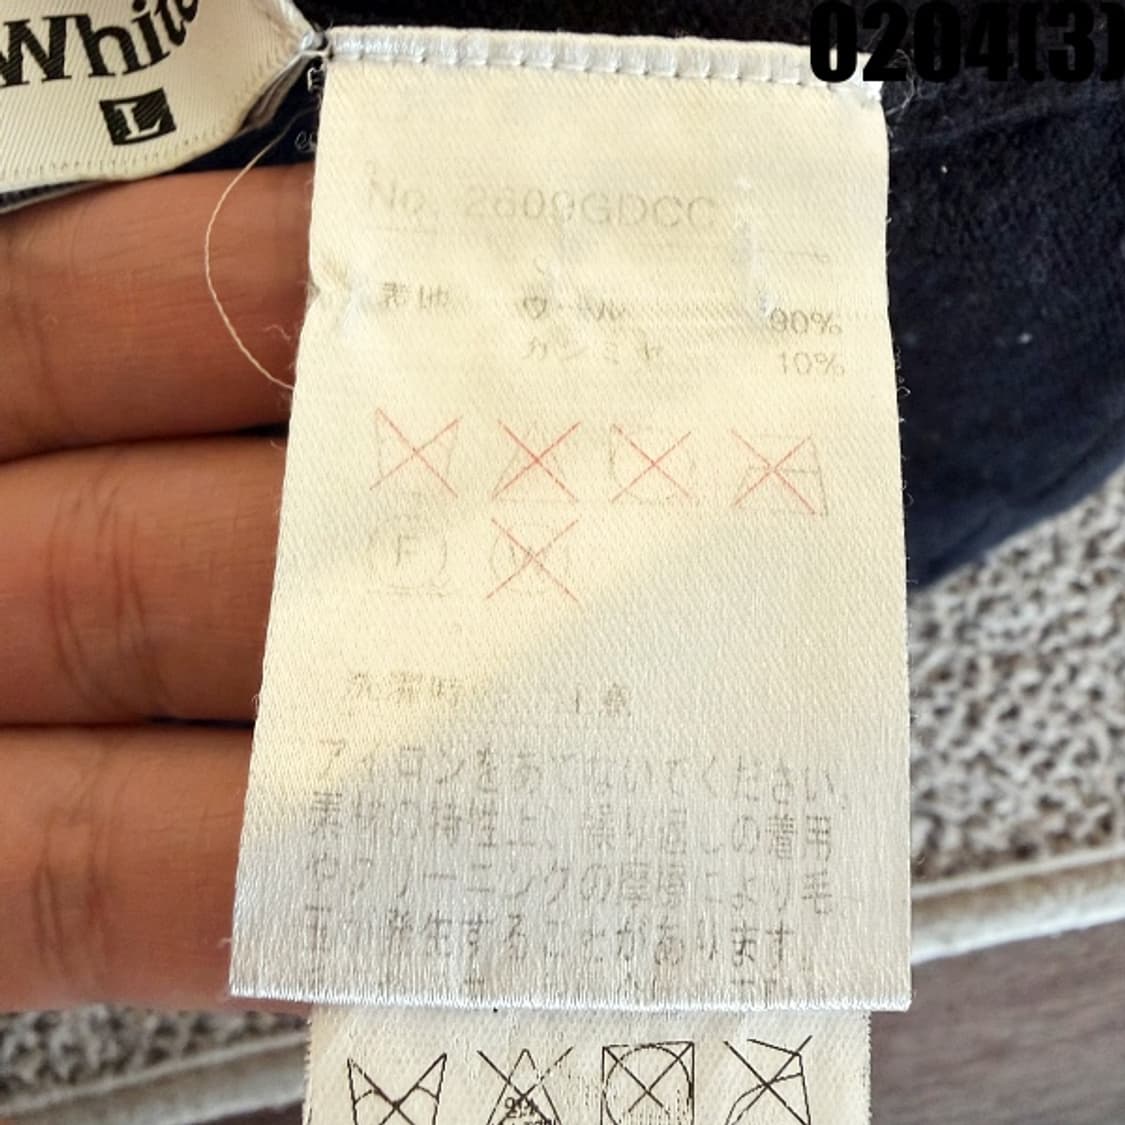 0204(3)
White
L
No. 2609GDCC
表地 ウール 90%
カシミヤ 10%
F
アイロンをあてないでください。
表地の特性上、繰り返しの着用
やクリーニングの摩擦により毛
玉が発生することがあります。